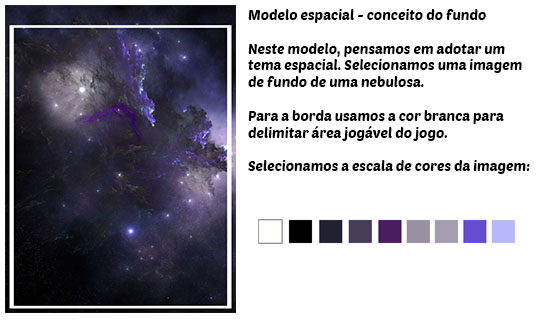 Modelo espacial - conceito do fundo
Neste modelo, pensamos em adotar um
tema espacial. Selecionamos uma imagem
de fundo de uma nebulosa.
Para a borda usamos a cor branca para
delimitar área jogável do jogo.
Selecionamos a escala de cores da imagem: